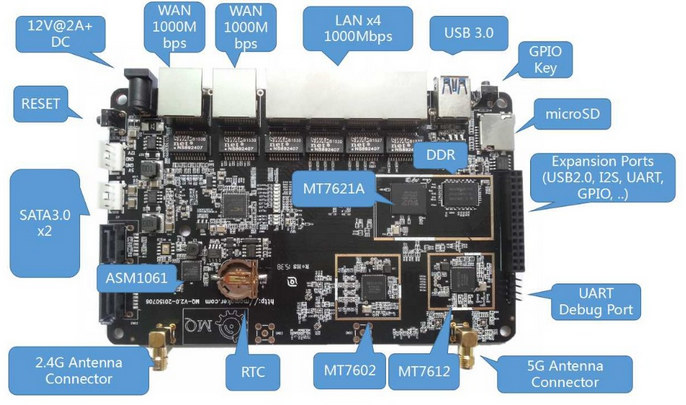 12V@2A+
DC
WAN
1000M
bps
WAN
1000M
bps
LAN x4
1000Mbps
USB 3.0
GPIO
Key
RESET
microSD
DDR
MT7621A
Expansion Ports
(USB2.0, I2S, UART,
GPIO, ..)
SATA3.0
x2
ASM1061
UART
Debug Port
MQ
2.4G Antenna
Connector
RTC
MT7602
MT7612
5G Antenna
Connector